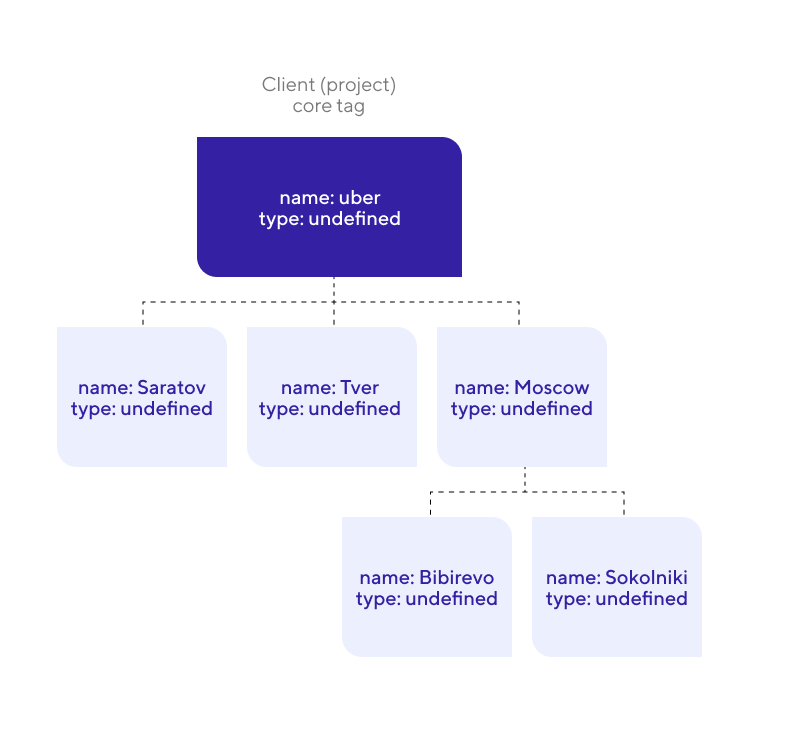 Client (project)
core tag
name: uber
type: undefined
name: Saratov
type: undefined
name: Tver
type: undefined
name: Moscow
type: undefined
name: Bibirevo
type: undefined
name: Sokolniki
type: undefined